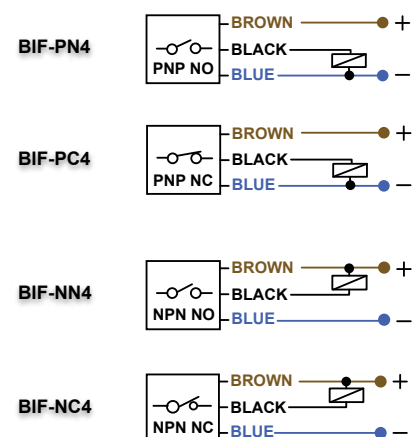 BROWN +
BIF-PN4 BLACK
PNP NO BLUE −
BROWN +
BIF-PC4 BLACK
PNP NC BLUE −
BROWN +
BIF-NN4 BLACK
NPN NO BLUE −
BROWN +
BIF-NC4 BLACK
NPN NC BLUE −